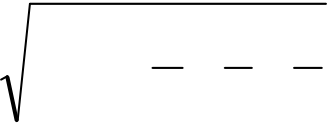 √ — — —